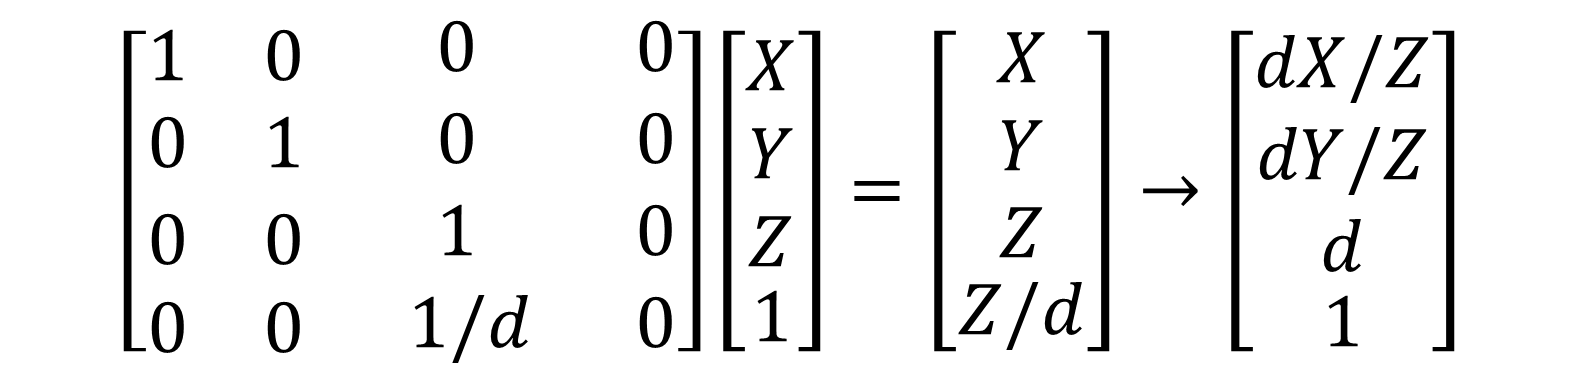 [1 0 0 0] [X] [X] [dX/Z]
[0 1 0 0] [Y] = [Y] → [dY/Z]
[0 0 1 0] [Z] [Z] [d]
[0 0 1/d 0] [1] [Z/d] [1]